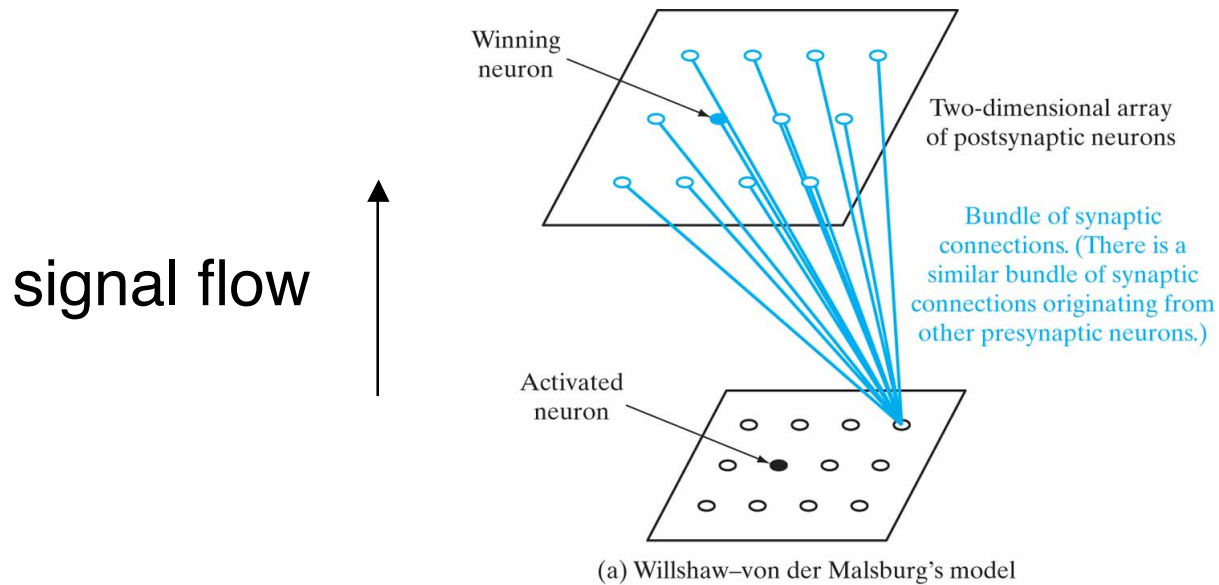 Winning
neuron
Two-dimensional array
of postsynaptic neurons
signal flow
Bundle of synaptic
connections. (There is a
similar bundle of synaptic
connections originating from
other presynaptic neurons.)
Activated
neuron
(a) Willshaw–von der Malsburg's model